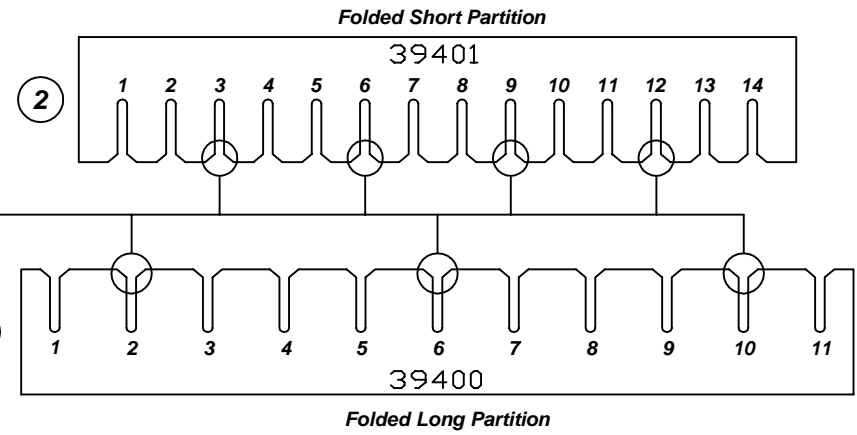 Folded Short Partition
39401
2
1 2 3 4 5 6 7 8 9 10 11 12 13 14
1 2 3 4 5 6 7 8 9 10 11
39400
Folded Long Partition